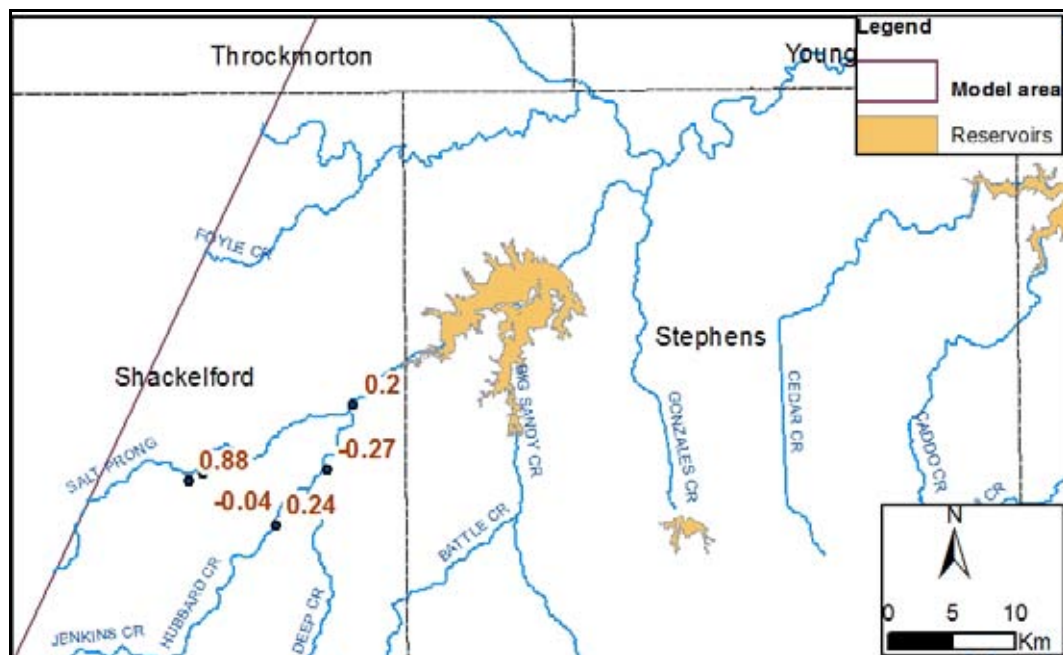 Throckmorton
Young
Legend
Model area
Reservoirs
FOYLE CR
Stephens
Shackelford
0.2
BIG SANDY CR
CEDAR CR
GONZALES CR
CADDO CR
SALT PRONG
0.88
-0.27
-0.04
0.24
CR
BATTLE CR
N
HUBBARD CR
DEEP CR
JENKINS CR
0 5 10
Km